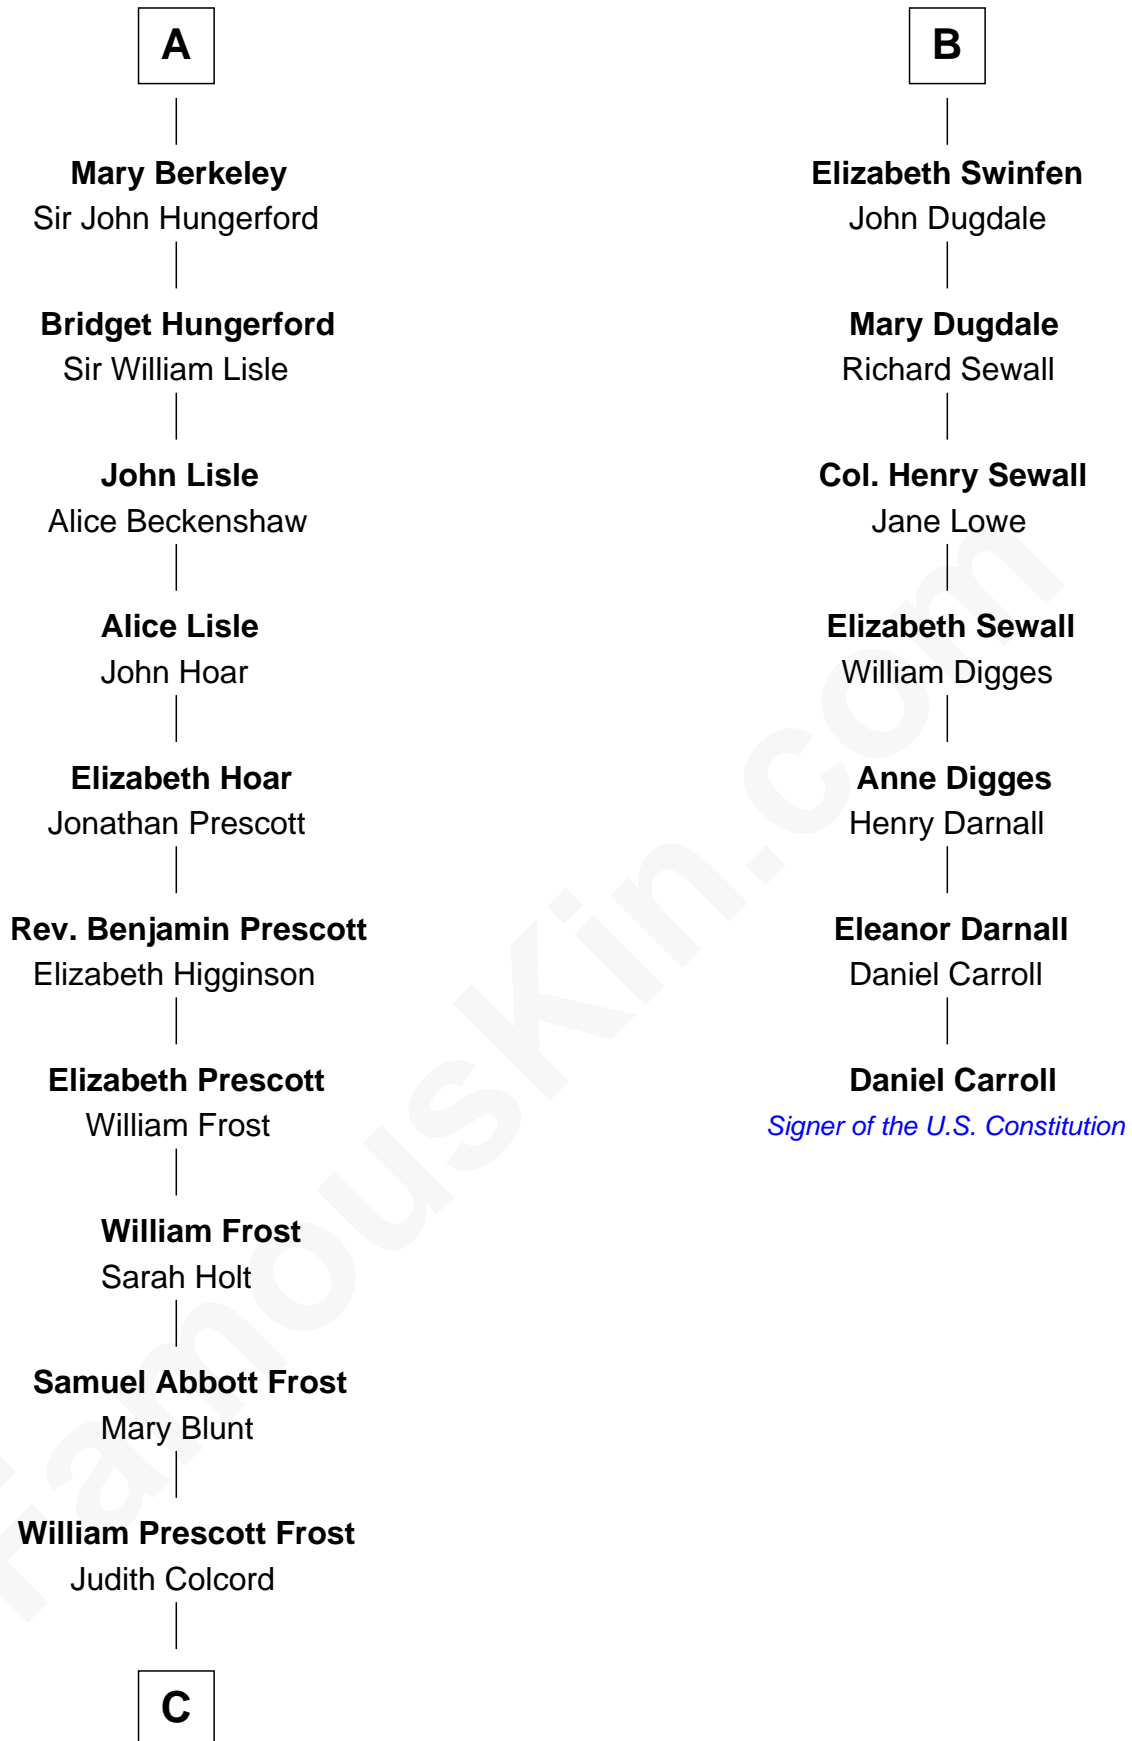 A
Mary Berkeley
Sir John Hungerford
Bridget Hungerford
Sir William Lisle
John Lisle
Alice Beckenshaw
Alice Lisle
John Hoar
Elizabeth Hoar
Jonathan Prescott
Rev. Benjamin Prescott
Elizabeth Higginson
Elizabeth Prescott
William Frost
William Frost
Sarah Holt
Samuel Abbott Frost
Mary Blunt
William Prescott Frost
Judith Colcord
C
B
Elizabeth Swinfen
John Dugdale
Mary Dugdale
Richard Sewall
Col. Henry Sewall
Jane Lowe
Elizabeth Sewall
William Digges
Anne Digges
Henry Darnall
Eleanor Darnall
Daniel Carroll
Daniel Carroll
Signer of the U.S. Constitution
FamousKin.com